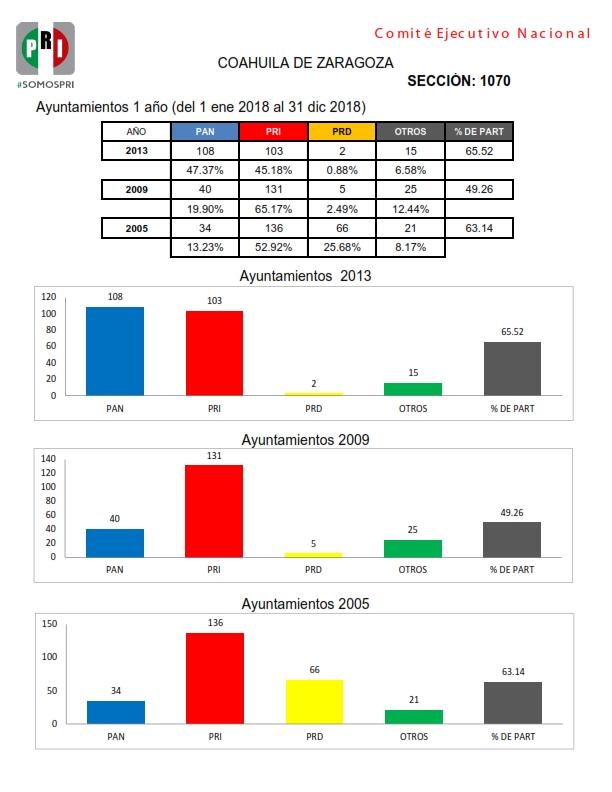 Comité Ejecutivo Nacional
PRI
#SOMOSPRI
COAHUILA DE ZARAGOZA
SECCIÓN: 1070
Ayuntamientos 1 año (del 1 ene 2018 al 31 dic 2018)
AÑO PAN PRI PRD OTROS % DE PART
2013 108 103 2 15 65.52
47.37% 45.18% 0.88% 6.58%
2009 40 131 5 25 49.26
19.90% 65.17% 2.49% 12.44%
2005 34 136 66 21 63.14
13.23% 52.92% 25.68% 8.17%
Ayuntamientos 2013
120
100
80
60
40
20
0
108
103
2
15
65.52
PAN PRI PRD OTROS % DE PART
Ayuntamientos 2009
140
120
100
80
60
40
20
0
40
131
5
25
49.26
PAN PRI PRD OTROS % DE PART
Ayuntamientos 2005
150
100
50
0
34
136
66
21
63.14
PAN PRI PRD OTROS % DE PART